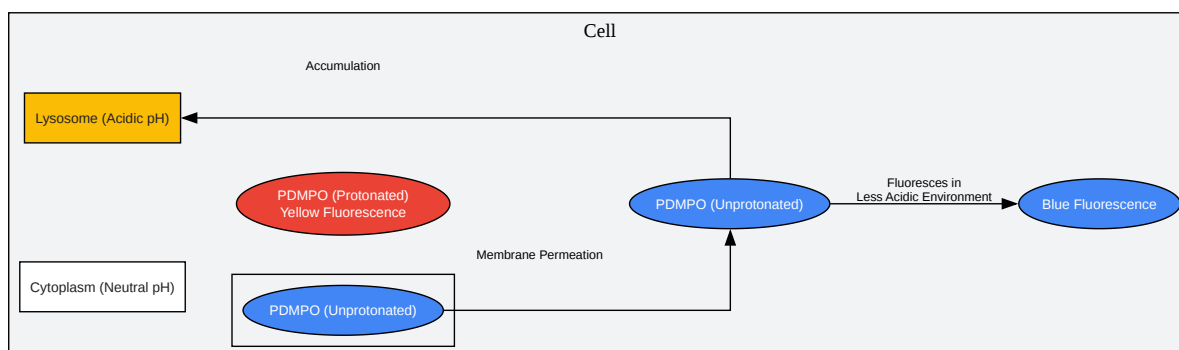 Cell
Accumulation
Lysosome (Acidic pH)
PDMPO (Protonated)
Yellow Fluorescence
PDMPO (Unprotonated)
Fluoresces in
Less Acidic Environment
Blue Fluorescence
Membrane Permeation
Cytoplasm (Neutral pH)
PDMPO (Unprotonated)